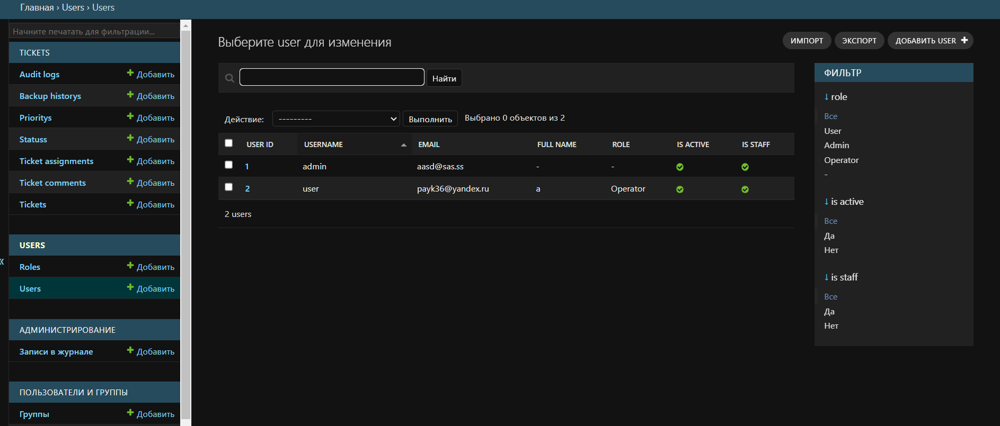 Главная › Users › Users
Начните печатать для фильтрации...
TICKETS
Audit logs Добавить
Backup historys Добавить
Prioritys Добавить
Statuss Добавить
Ticket assignments Добавить
Ticket comments Добавить
Tickets Добавить
USERS
Roles Добавить
Users Добавить
АДМИНИСТРИРОВАНИЕ
Записи в журнале Добавить
ПОЛЬЗОВАТЕЛИ И ГРУППЫ
Группы Добавить
«
Выберите user для изменения
ИМПОРТ ЭКСПОРТ ДОБАВИТЬ USER
Найти
Действие: --------- Выполнить Выбрано 0 объектов из 2
USER ID USERNAME EMAIL FULL NAME ROLE IS ACTIVE IS STAFF
1 admin aasd@sas.ss - -
2 user payk36@yandex.ru a Operator
2 users
ФИЛЬТР
↓ role
Все
User
Admin
Operator
-
↓ is active
Все
Да
Нет
↓ is staff
Все
Да
Нет